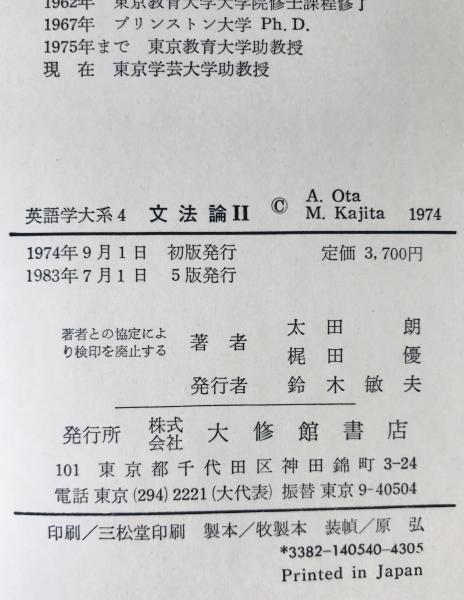 1962年 東京教育大学大学院修士課程修了
1967年 プリンストン大学 Ph. D.
1975年まで 東京教育大学助教授
現在 東京学芸大学助教授
英語学大系4 文法論II © A. Ota M. Kajita 1974
1974年9月1日 初版発行 定価 3,700円
1983年7月1日 5版発行
著者との協定により検印を廃止する
著者 太田朗
梶田優
発行者 鈴木敏夫
発行所 株式会社 大修館書店
101 東京都千代田区神田錦町 3-24
電話東京(294)2221(大代表) 振替東京9-40504
印刷/三松堂印刷 製本/牧製本 装幀/原 弘
*3382-140540-4305
Printed in Japan